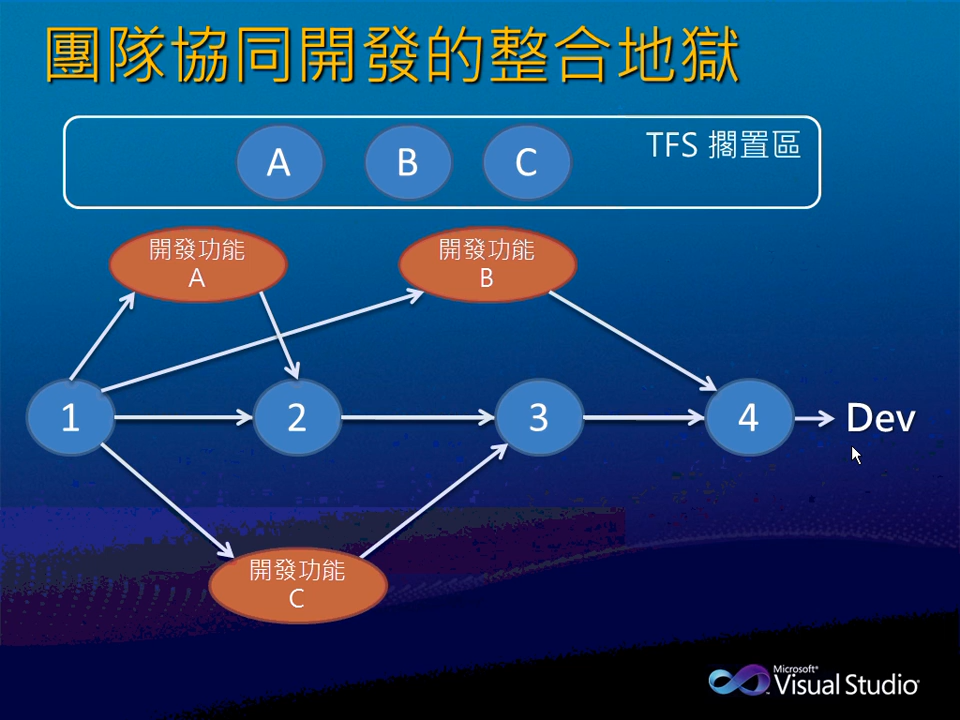 團隊協同開發的整合地獄
A B C TFS 擱置區
開發功能
A
開發功能
B
1 2 3 4 Dev
開發功能
C
Microsoft®
Visual Studio®